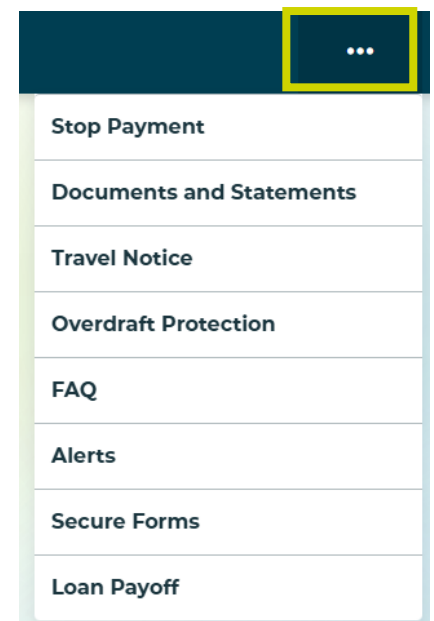 •••
Stop Payment
Documents and Statements
Travel Notice
Overdraft Protection
FAQ
Alerts
Secure Forms
Loan Payoff